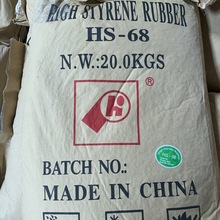 HIGH STYRENE RUBBER
HS-68
N.W.:20.0KGS
®
BATCH NO.:
MADE IN CHINA